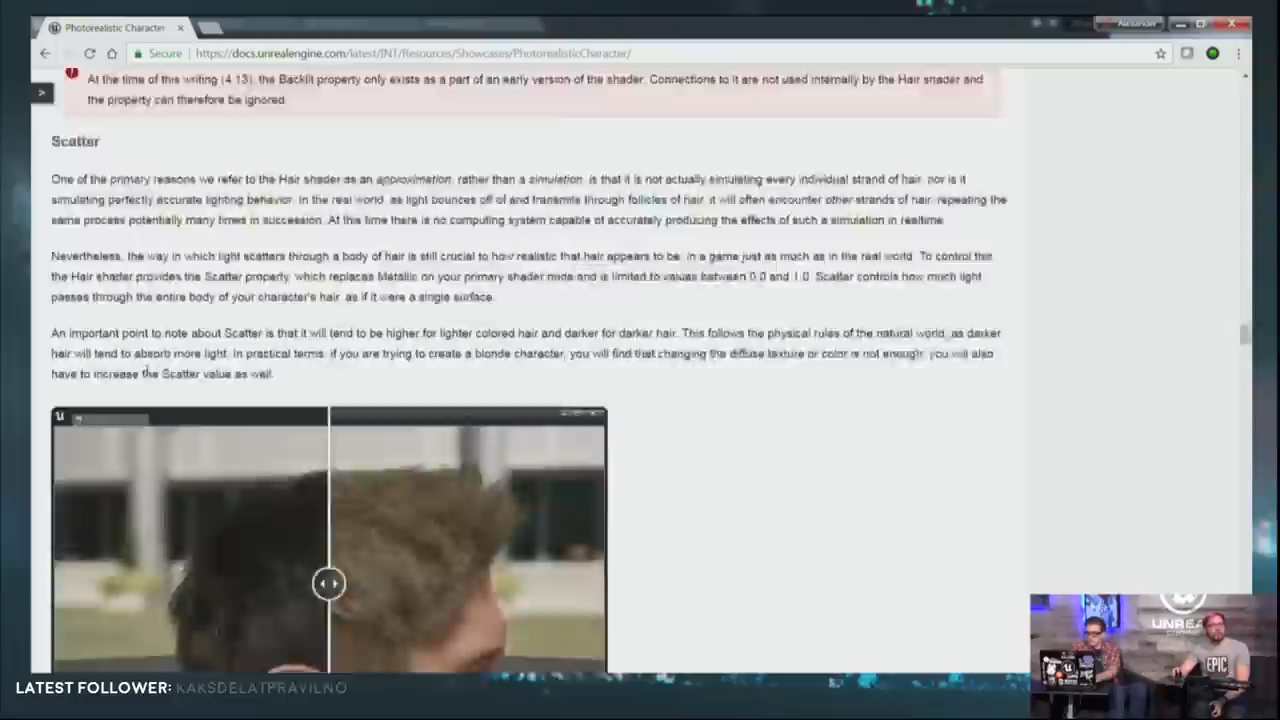 Photorealistic Character
Alexander
Secure
https://docs.unrealengine.com/latest/INT/Resources/Showcases/PhotorealisticCharacter/
At the time of this writing (4.13), the Backlit property only exists as a part of an early version of the shader. Connections to it are not used internally by the Hair shader and
the property can therefore be ignored.
Scatter
One of the primary reasons we refer to the Hair shader as an approximation, rather than a simulation, is that it is not actually simulating every individual strand of hair, nor is it
simulating perfectly accurate lighting behavior. In the real world, as light bounces off of and transmits through follicles of hair, it will often encounter other strands of hair, repeating the
same process potentially many times in succession. At this time there is no computing system capable of accurately producing the effects of such a simulation in realtime.
Nevertheless, the way in which light scatters through a body of hair is still crucial to how realistic that hair appears to be, in a game just as much as in the real world. To control this
the Hair shader provides the Scatter property, which replaces Metallic on your primary shader node and is limited to values between 0.0 and 1.0. Scatter controls how much light
passes through the entire body of your character's hair, as if it were a single surface.
An important point to note about Scatter is that it will tend to be higher for lighter colored hair and darker for darker hair. This follows the physical rules of the natural world, as darker
hair will tend to absorb more light. In practical terms, if you are trying to create a blonde character, you will find that changing the diffuse texture or color is not enough, you will also
have to increase the Scatter value as well.
UNREAL
EPIC
LATEST FOLLOWER: KAKSDELATPRAVILNO